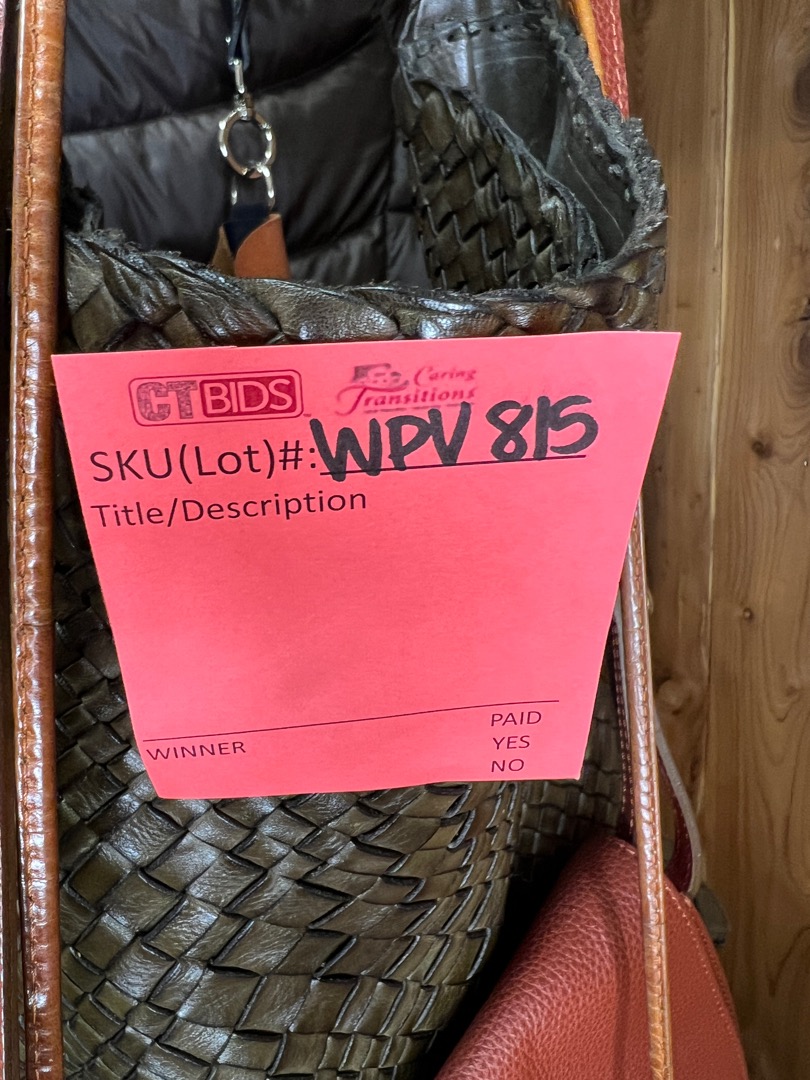 CTBIDS
Caring
Transitions
SKU(Lot)#: WPV 815
Title/Description
WINNER
PAID
YES
NO